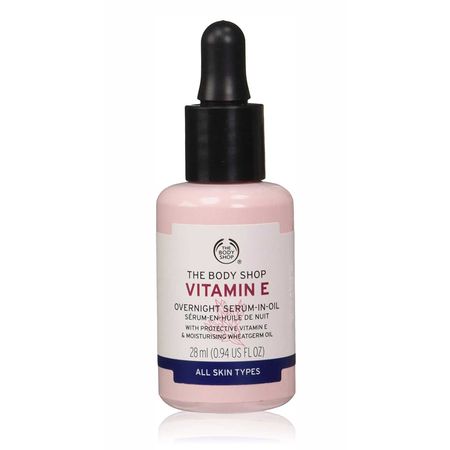 THE
BODY
SHOP
®
THE BODY SHOP
VITAMIN E
OVERNIGHT SERUM-IN-OIL
SÉRUM-EN-HUILE DE NUIT
WITH PROTECTIVE VITAMIN E
& MOISTURISING WHEATGERM OIL
28 ml (0.94 US FL OZ)
ALL SKIN TYPES